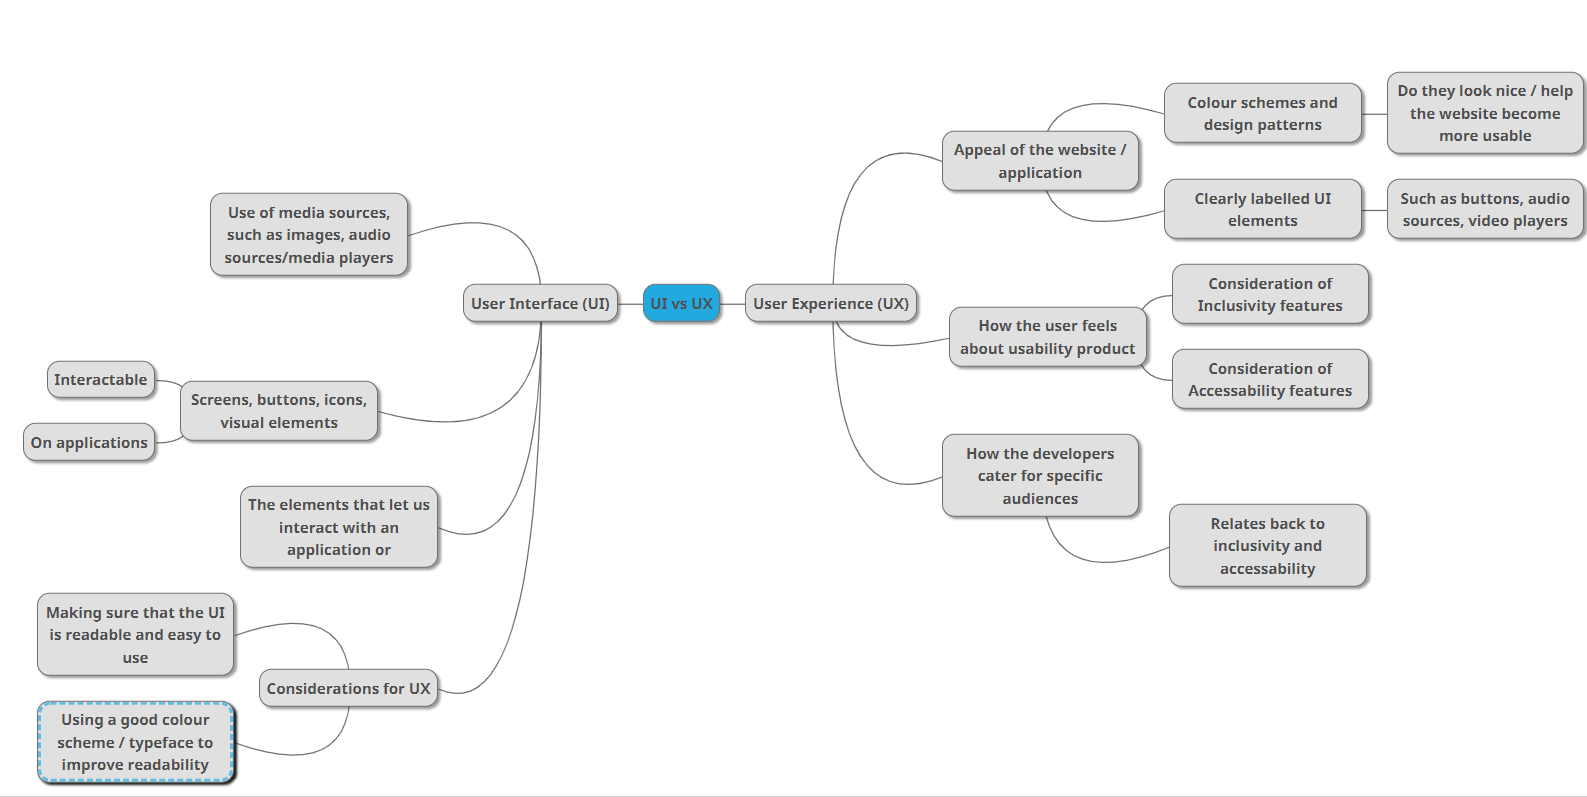 UI vs UX
User Interface (UI)
Use of media sources,
such as images, audio
sources/media players
Screens, buttons, icons,
visual elements
Interactable
On applications
The elements that let us
interact with an
application or
Considerations for UX
Making sure that the UI
is readable and easy to
use
Using a good colour
scheme / typeface to
improve readability
User Experience (UX)
Appeal of the website /
application
Colour schemes and
design patterns
Do they look nice / help
the website become
more usable
Clearly labelled UI
elements
Such as buttons, audio
sources, video players
How the user feels
about usability product
Consideration of
Inclusivity features
Consideration of
Accessability features
How the developers
cater for specific
audiences
Relates back to
inclusivity and
accessability